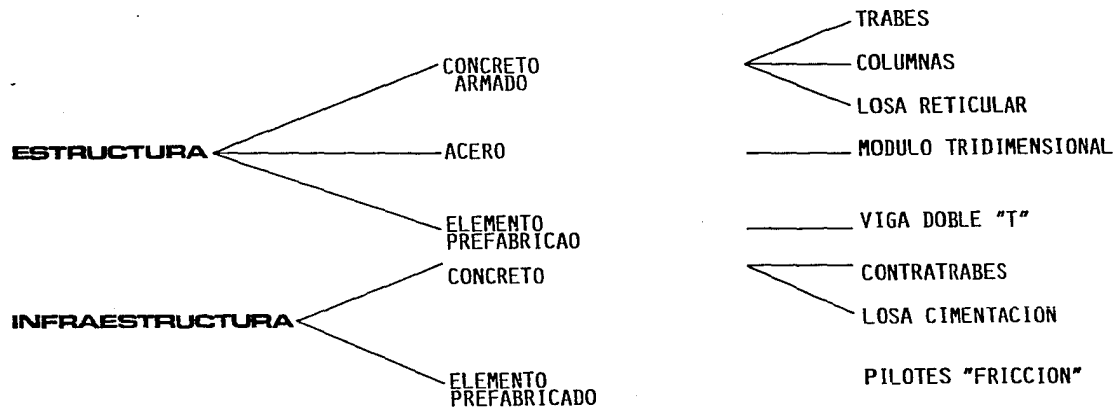 TRABES
CONCRETO
ARMADO
COLUMNAS
LOSA RETICULAR
ESTRUCTURA
ACERO
MODULO TRIDIMENSIONAL
ELEMENTO
PREFABRICAO
VIGA DOBLE "T"
CONCRETO
CONTRATRABES
INFRAESTRUCTURA
LOSA CIMENTACION
ELEMENTO
PREFABRICADO
PILOTES "FRICCION"